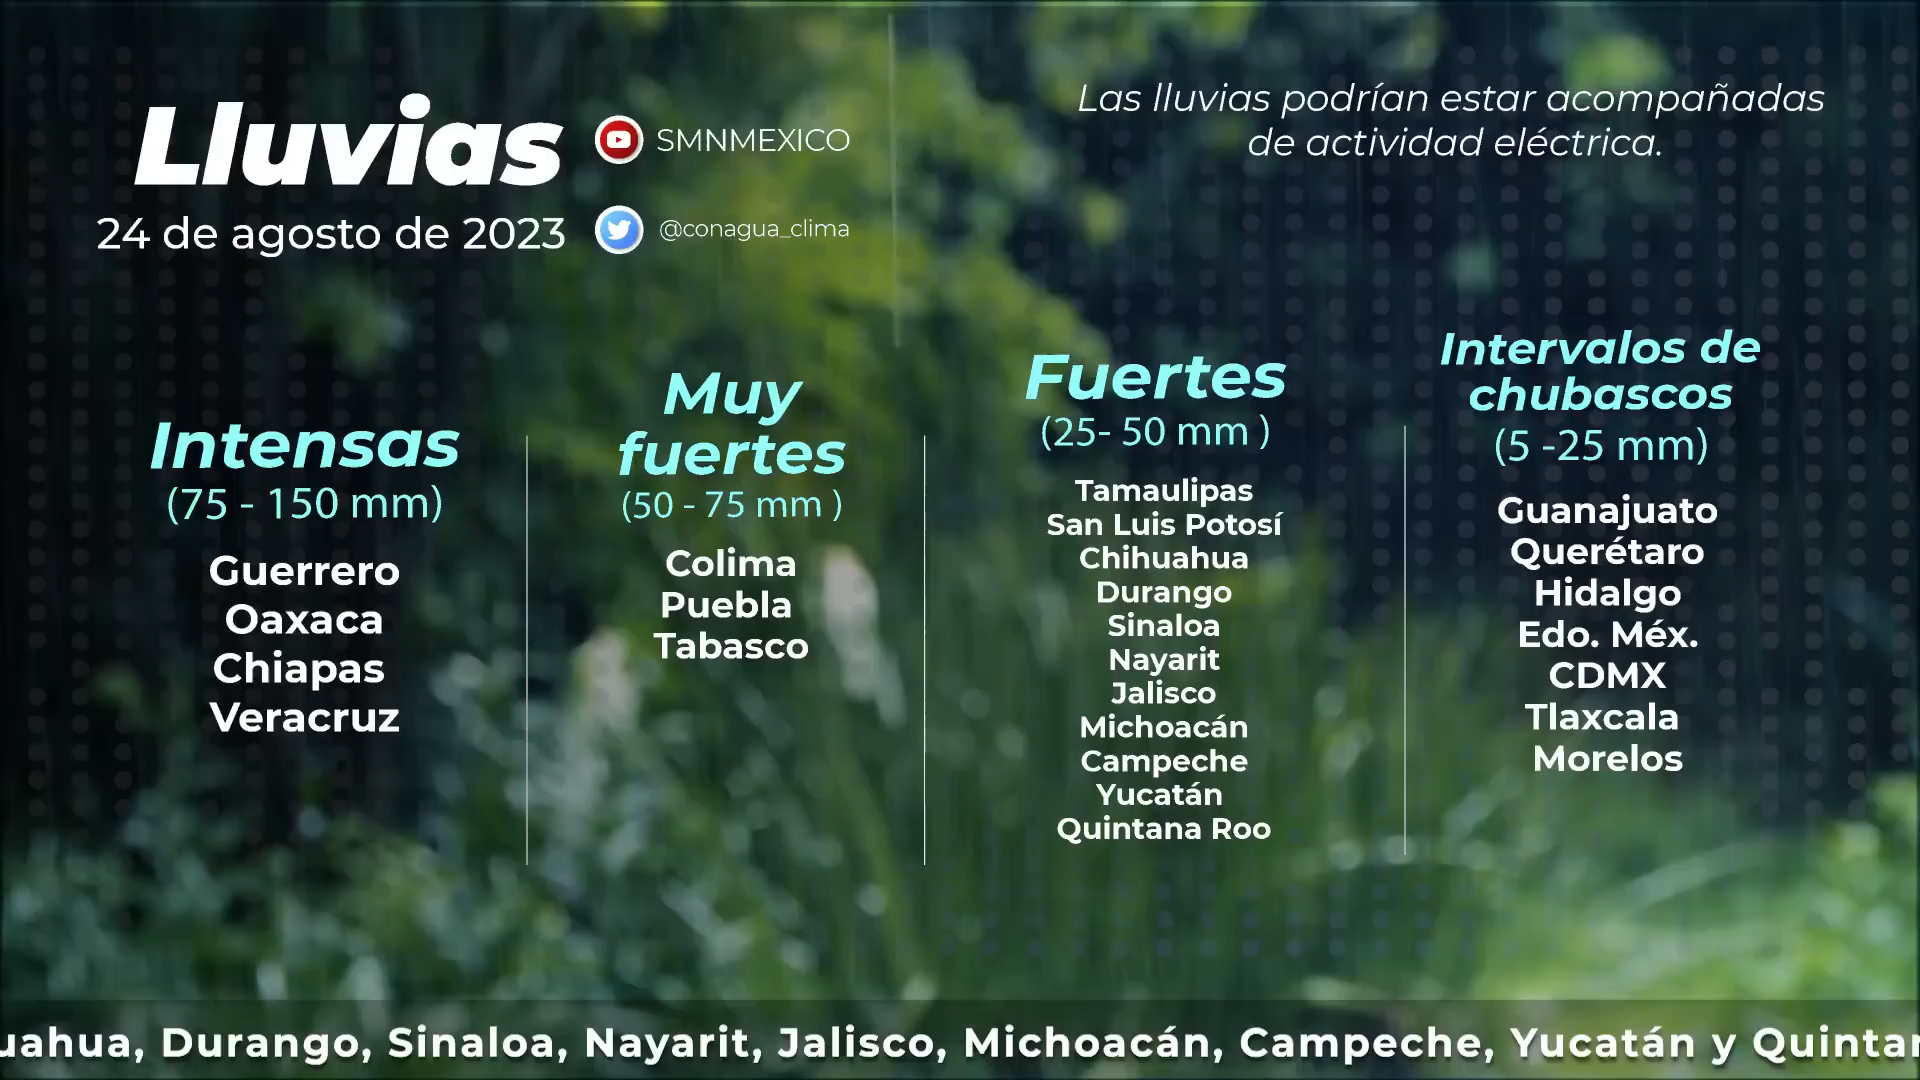 Lluvias
24 de agosto de 2023
SMNMEXICO
@conagua_clima
Las lluvias podrían estar acompañadas
de actividad eléctrica.
Intensas
(75 - 150 mm)
Guerrero
Oaxaca
Chiapas
Veracruz
Muy
fuertes
(50 - 75 mm )
Colima
Puebla
Tabasco
Fuertes
(25- 50 mm )
Tamaulipas
San Luis Potosí
Chihuahua
Durango
Sinaloa
Nayarit
Jalisco
Michoacán
Campeche
Yucatán
Quintana Roo
Intervalos de
chubascos
(5 -25 mm)
Guanajuato
Querétaro
Hidalgo
Edo. Méx.
CDMX
Tlaxcala
Morelos
uahua, Durango, Sinaloa, Nayarit, Jalisco, Michoacán, Campeche, Yucatán y Quintan